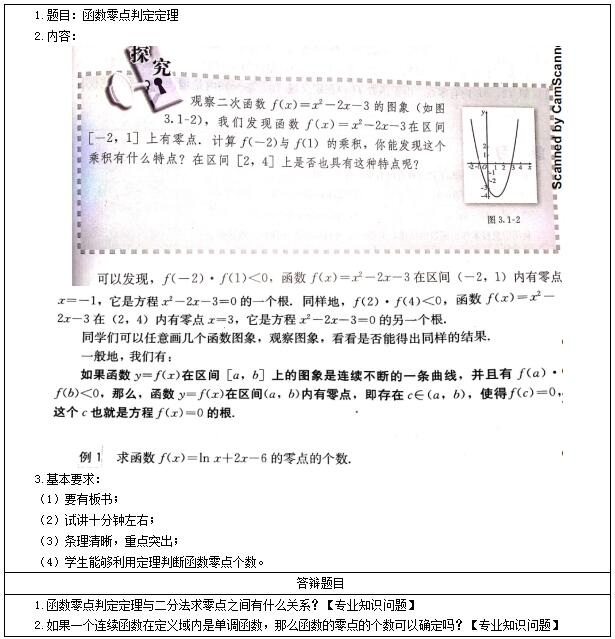 1.题目：函数零点判定定理
2.内容：
探究
观察二次函数 f(x)=x²-2x-3 的图象（如图
3.1-2），我们发现函数 f(x)=x²-2x-3在区间
[-2，1] 上有零点．计算 f(-2)与 f(1) 的乘积，你能发现这个
乘积有什么特点？在区间 [2，4] 上是否也具有这种特点呢？
y
2
1
-2 -1 O 1 2 3 4 x
-1
-2
-3
-4
图 3.1-2
Scanned by CamScann
可以发现，f(-2)·f(1)<0，函数 f(x)=x²-2x-3 在区间（-2，1）内有零点
x=-1，它是方程 x²-2x-3=0 的一个根．同样地，f(2)·f(4)<0，函数 f(x)=x²-
2x-3 在（2，4）内有零点 x=3，它是方程 x²-2x-3=0 的另一个根．
同学们可以任意画几个函数图象，观察图象，看看是否能得出同样的结果．
一般地，我们有：
如果函数 y=f(x)在区间 [a，b] 上的图象是连续不断的一条曲线，并且有 f(a)·
f(b)<0，那么，函数 y=f(x)在区间(a，b)内有零点，即存在 c∈(a，b)，使得 f(c)=0，
这个 c 也就是方程 f(x)=0 的根．
例 1 求函数 f(x)=ln x+2x-6 的零点的个数．
3.基本要求：
（1）要有板书；
（2）试讲十分钟左右；
（3）条理清晰，重点突出；
（4）学生能够利用定理判断函数零点个数。
答辩题目
1.函数零点判定定理与二分法求零点之间有什么关系？【专业知识问题】
2.如果一个连续函数在定义域内是单调函数，那么函数的零点的个数可以确定吗？【专业知识问题】